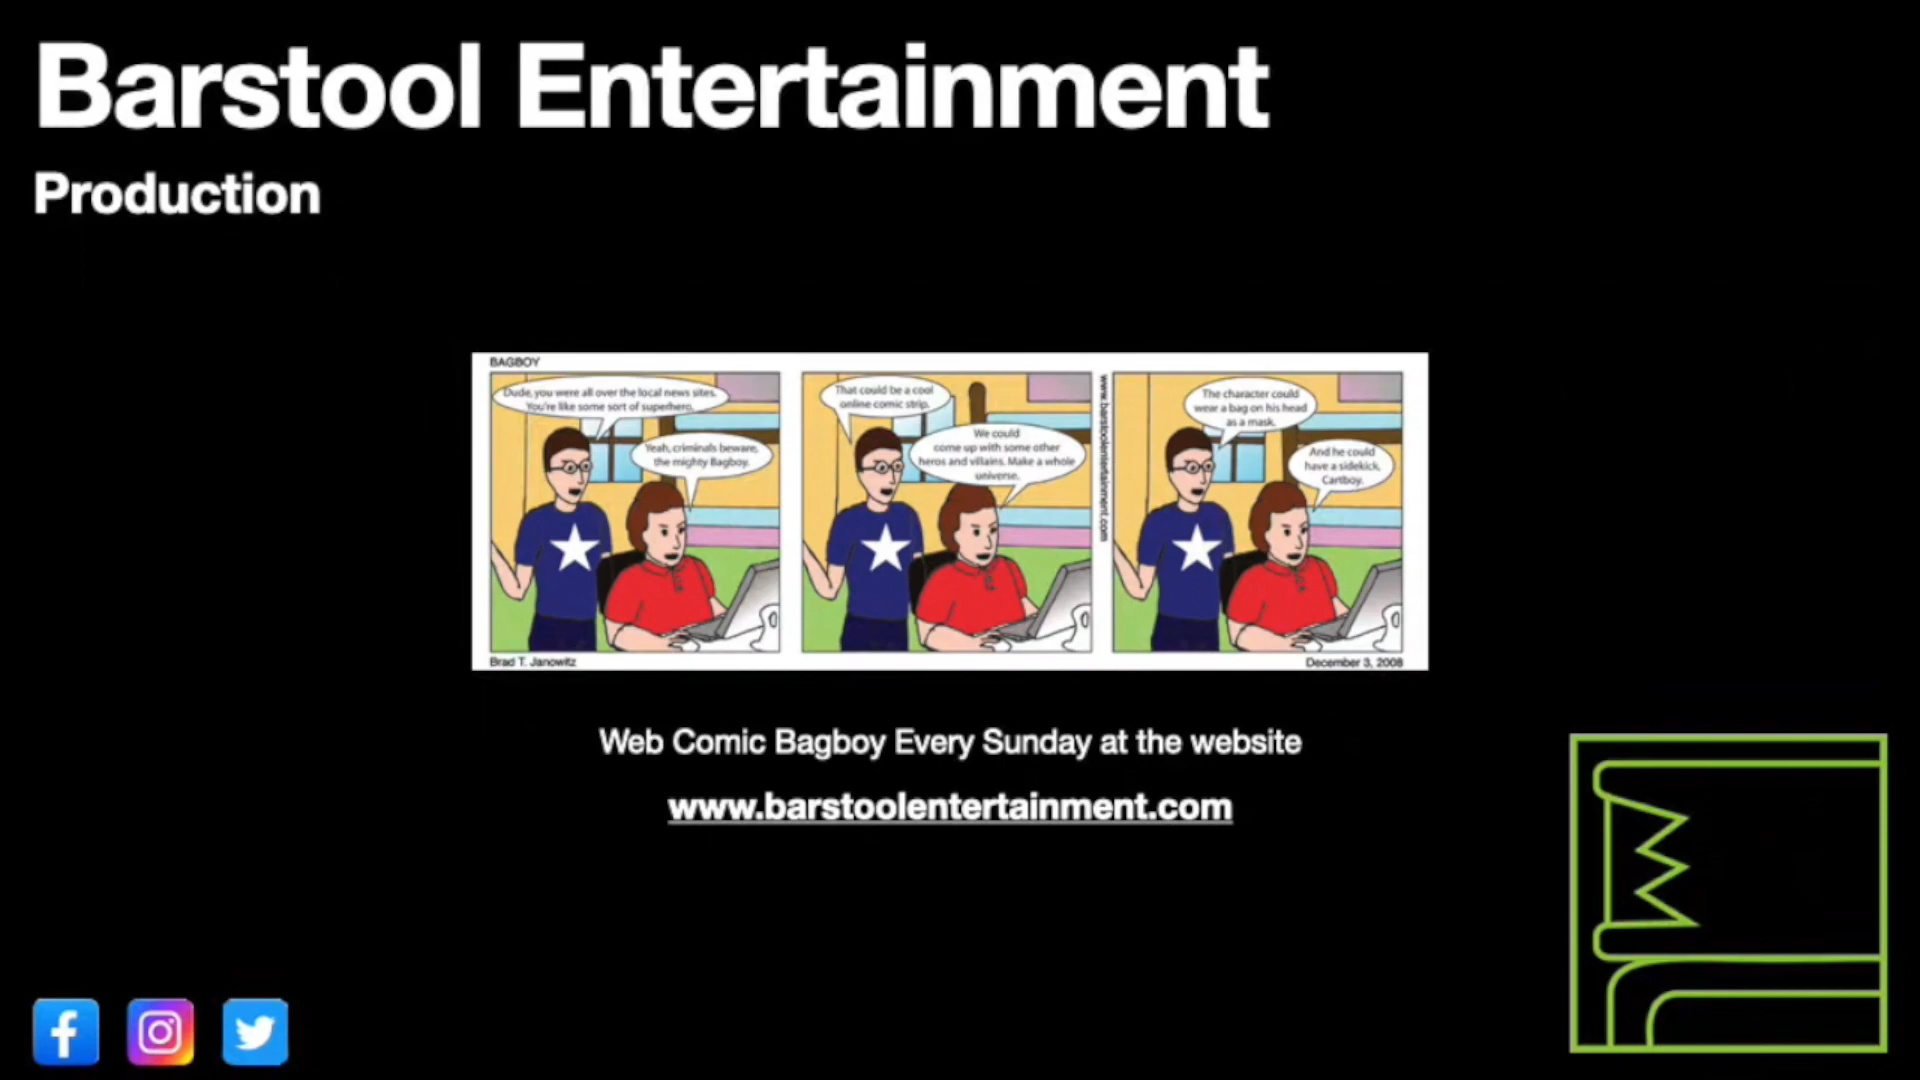 Barstool Entertainment
Production
BAGBOY
Dude, you were all over the local news sites.
You're like some sort of superhero.
Yeah, criminals beware,
the mighty Bagboy.
That could be a cool
online comic strip.
We could
come up with some other
heros and villains. Make a whole
universe.
www.barstoolentertainment.com
The character could
wear a bag on his head
as a mask.
And he could
have a sidekick,
Cartboy.
Brad T. Janowitz
December 3, 2008
Web Comic Bagboy Every Sunday at the website
www.barstoolentertainment.com